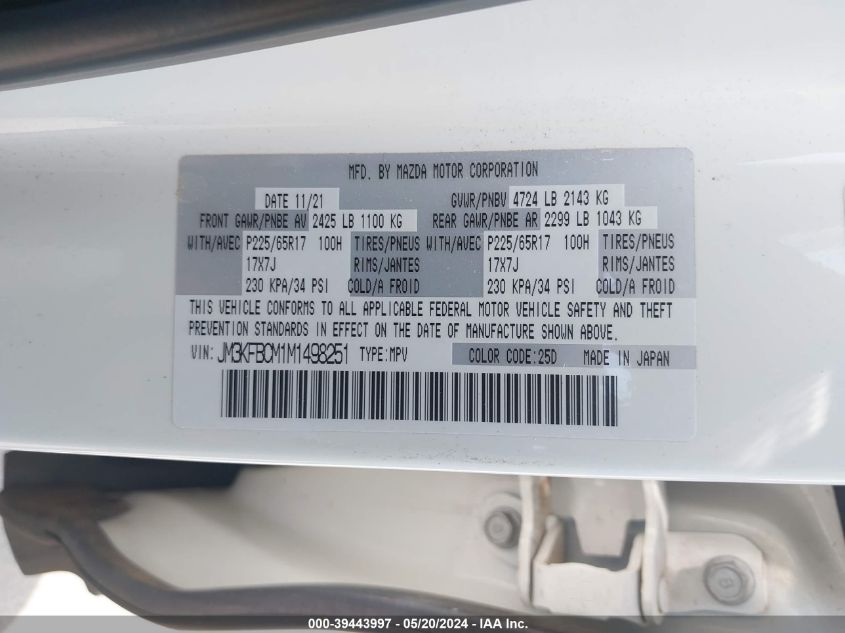 MFD. BY MAZDA MOTOR CORPORATION
DATE 11/21 GVWR/PNBV 4724 LB 2143 KG
FRONT GAWR/PNBE AV 2425 LB 1100 KG REAR GAWR/PNBE AR 2299 LB 1043 KG
WITH/AVEC P225/65R17 100H TIRES/PNEUS WITH/AVEC P225/65R17 100H TIRES/PNEUS
17X7J RIMS/JANTES 17X7J RIMS/JANTES
230 KPA/34 PSI COLD/A FROID 230 KPA/34 PSI COLD/A FROID
THIS VEHICLE CONFORMS TO ALL APPLICABLE FEDERAL MOTOR VEHICLE SAFETY AND THEFT
PREVENTION STANDARDS IN EFFECT ON THE DATE OF MANUFACTURE SHOWN ABOVE.
VIN: JM3KFBCM1M1498251 TYPE:MPV COLOR CODE:25D MADE IN JAPAN
000-39443997 - 05/20/2024 - IAA Inc.